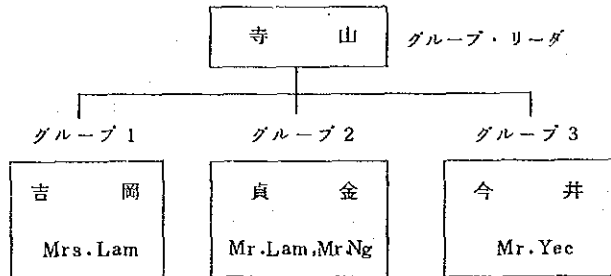 寺山
グループ・リーダ
グループ1
グループ2
グループ3
吉岡
貞金
今井
Mrs.Lam
Mr.Lam,Mr.Ng
Mr.Yec